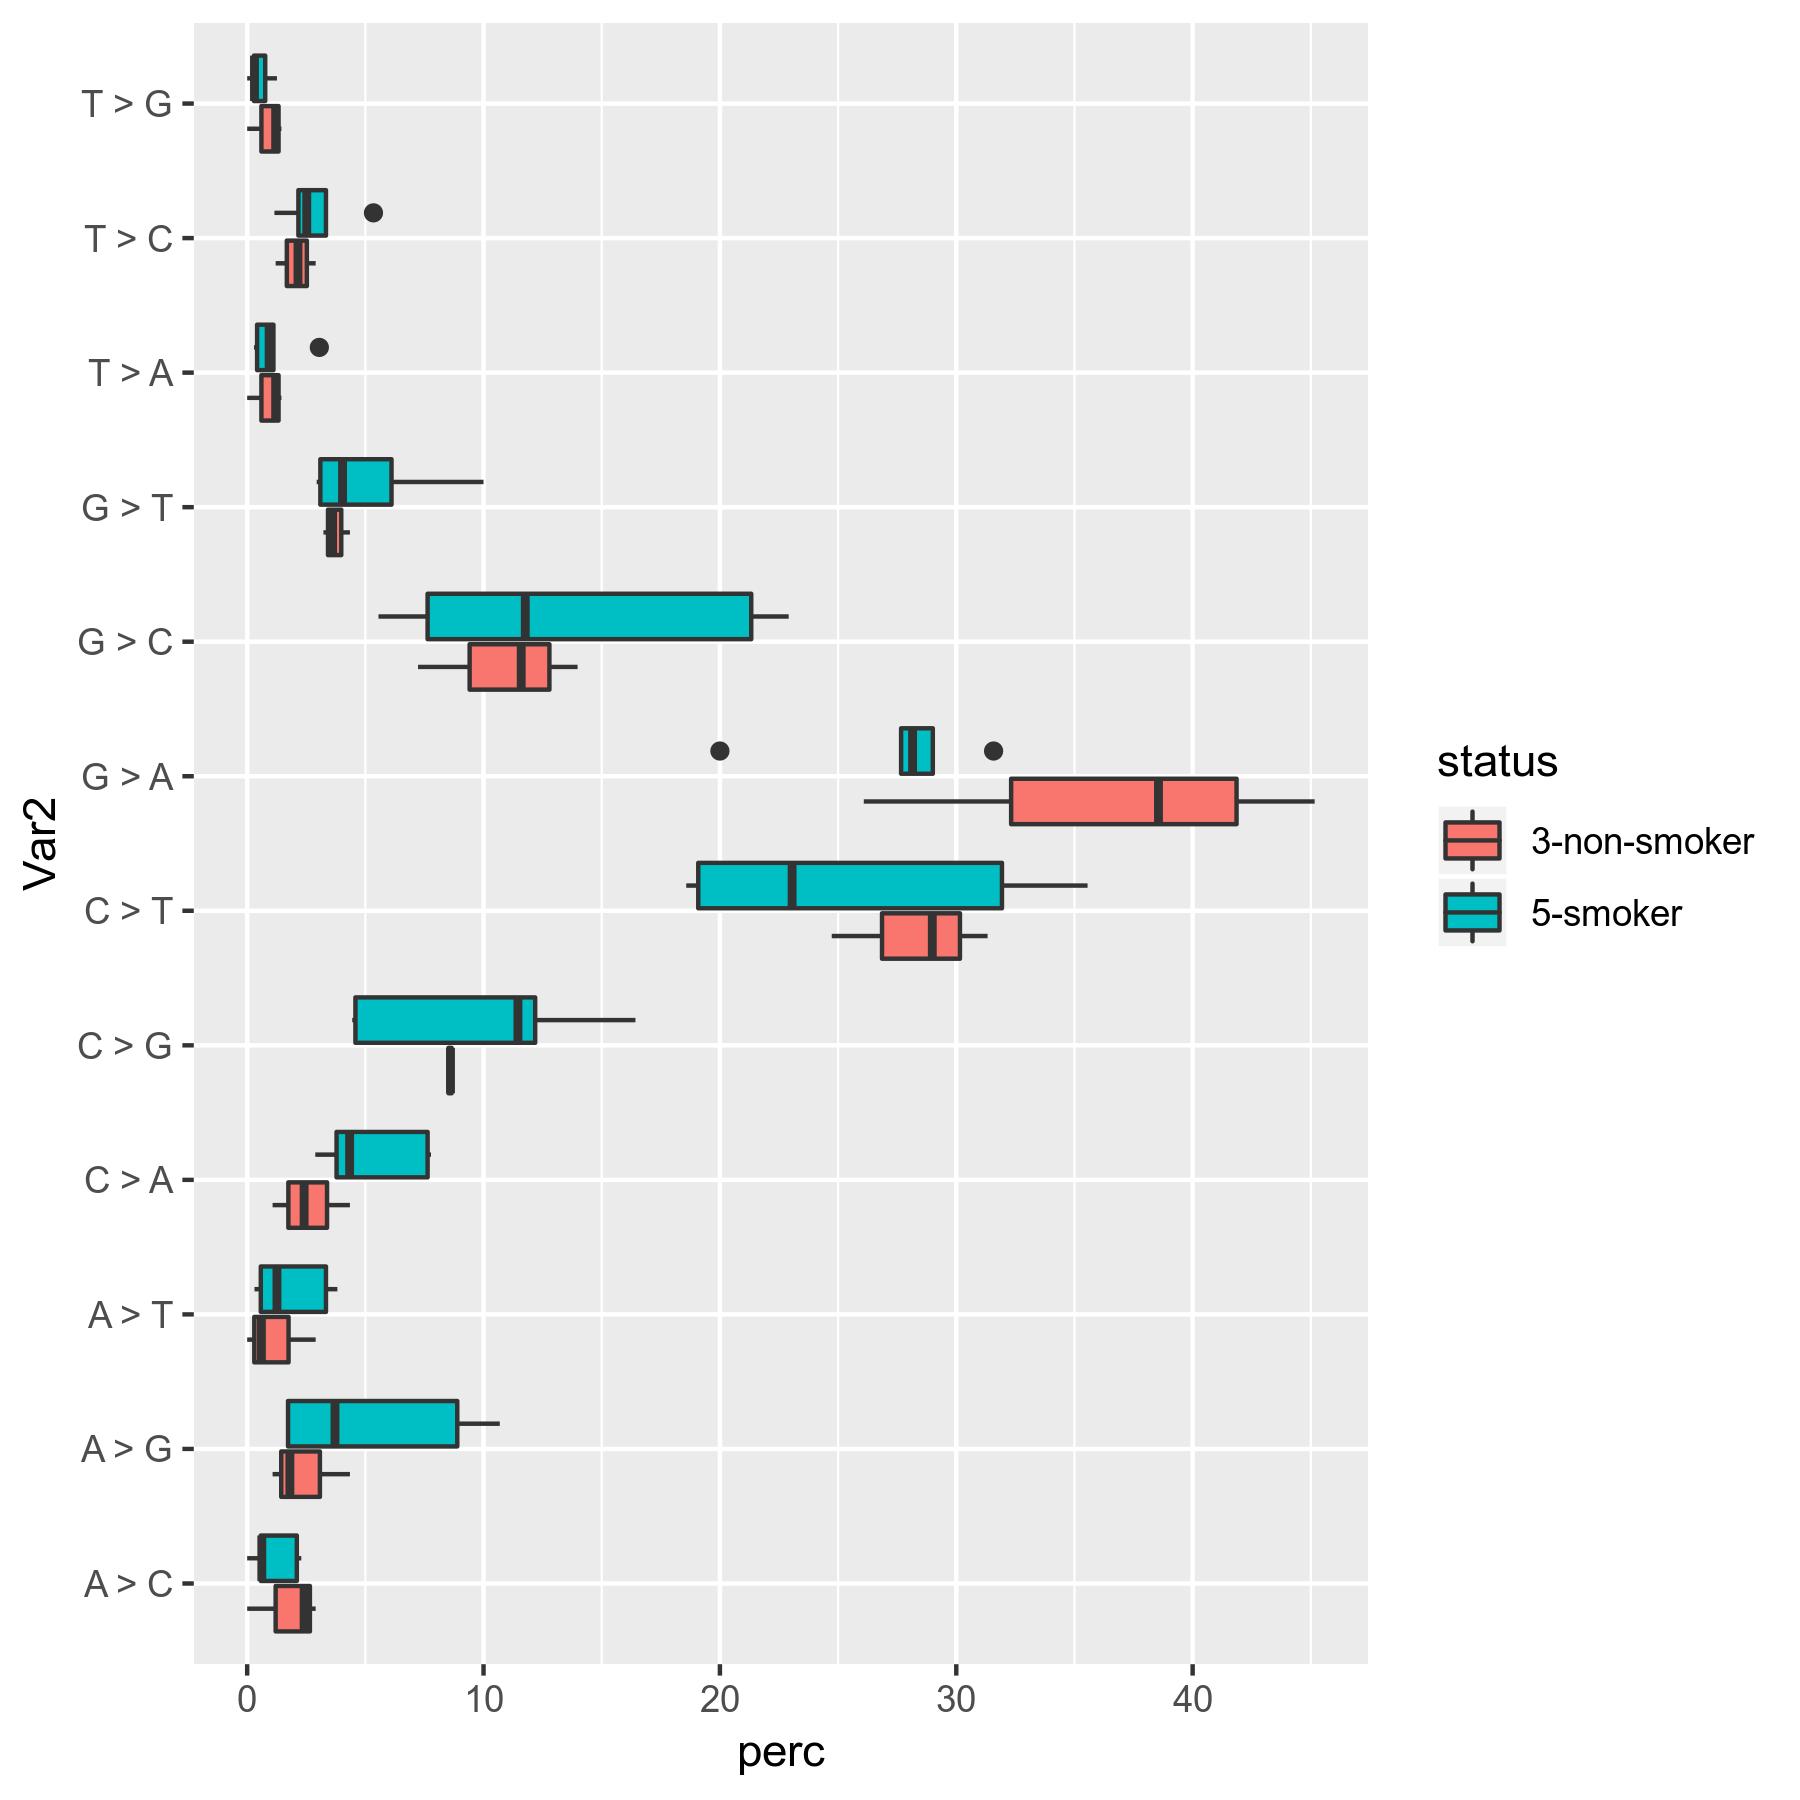 T > G
T > C
T > A
G > T
G > C
G > A
C > T
C > G
C > A
A > T
A > G
A > C
Var2
0 10 20 30 40
perc
status
3-non-smoker
5-smoker